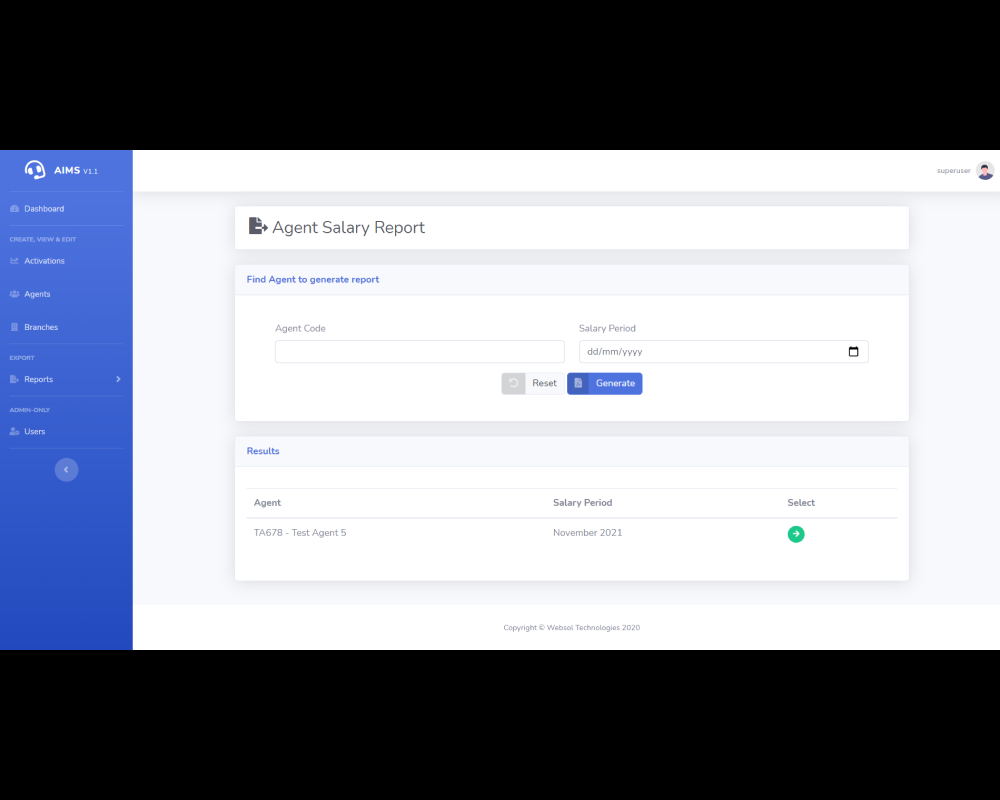 AIMS V1.1
superuser
Dashboard
CREATE, VIEW & EDIT
Activations
Agents
Branches
EXPORT
Reports
ADMIN-ONLY
Users
Agent Salary Report
Find Agent to generate report
Agent Code
Salary Period
dd/mm/yyyy
Reset
Generate
Results
Agent Salary Period Select
TA678 - Test Agent 5 November 2021
Copyright © Websol Technologies 2020